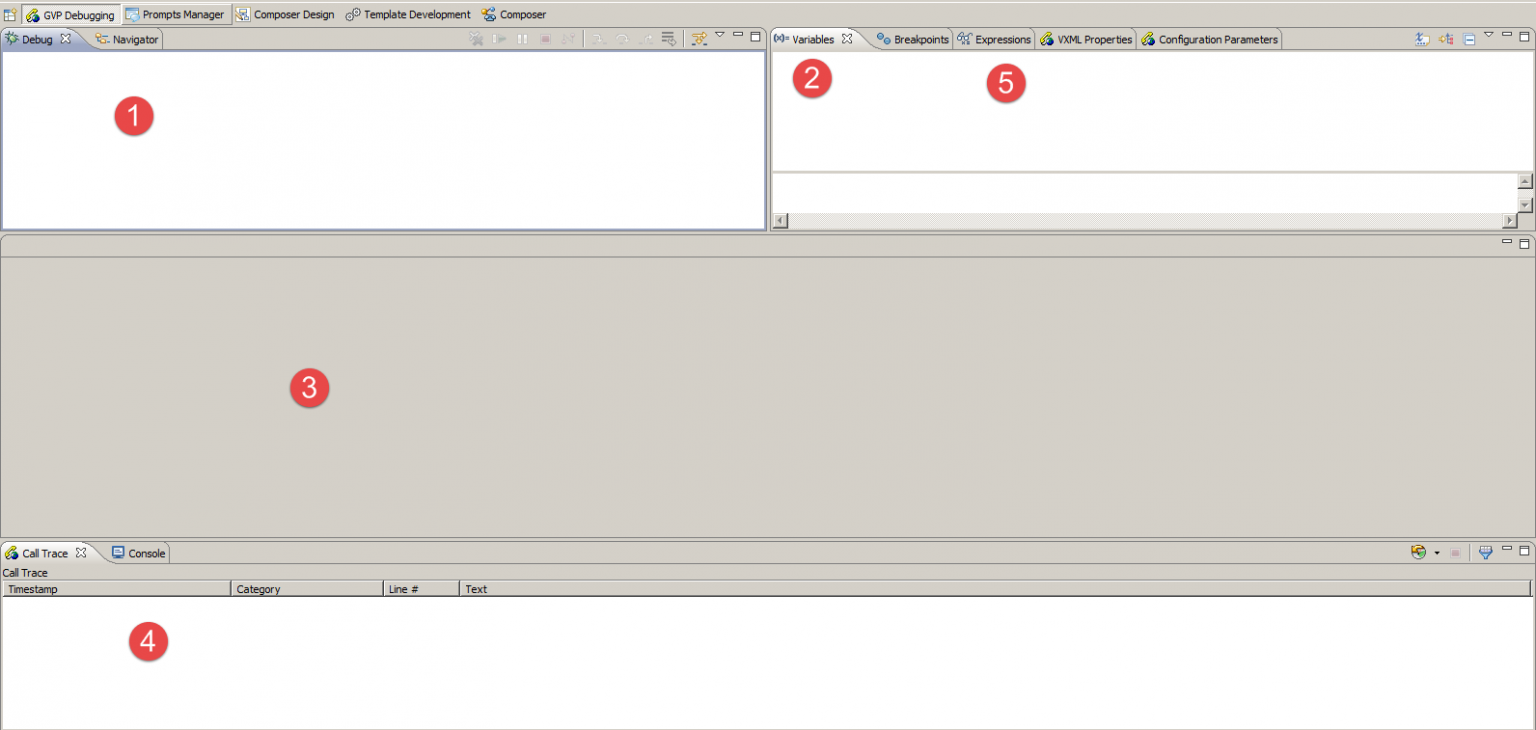 GVP Debugging Prompts Manager Composer Design Template Development Composer
Debug Navigator
(x)= Variables Breakpoints Expressions VXML Properties Configuration Parameters
1
2
5
3
Call Trace Console
Call Trace
Timestamp Category Line # Text
4